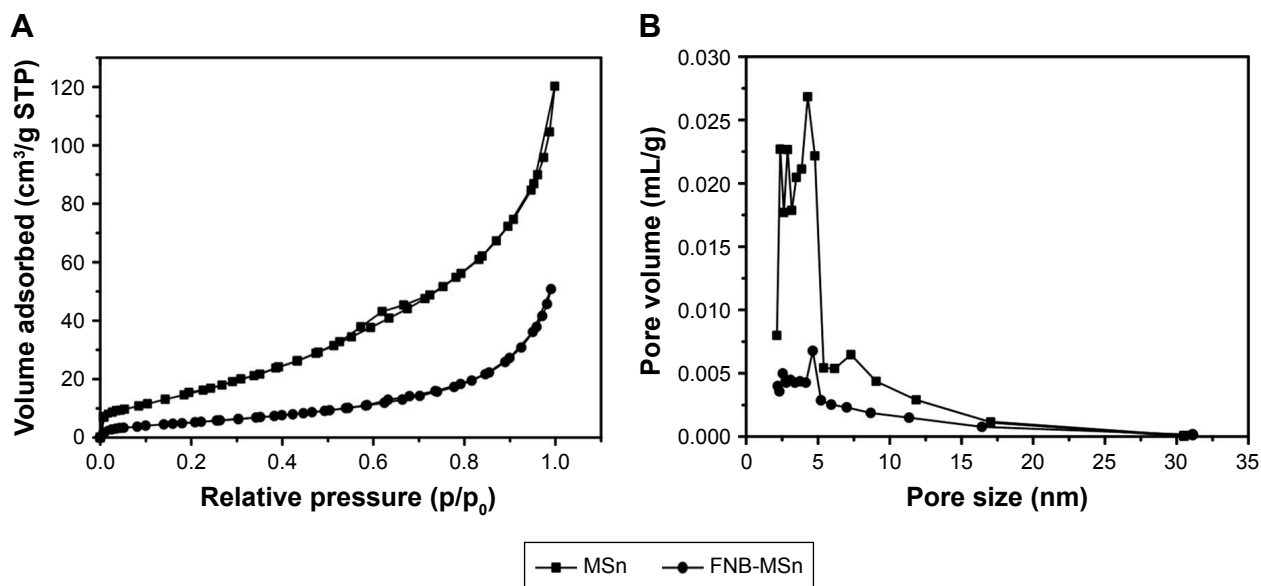 A
Volume adsorbed (cm³/g STP)
120
100
80
60
40
20
0
0.0 0.2 0.4 0.6 0.8 1.0
Relative pressure (p/p₀)
B
Pore volume (mL/g)
0.030
0.025
0.020
0.015
0.010
0.005
0.000
0 5 10 15 20 25 30 35
Pore size (nm)
MSn FNB-MSn